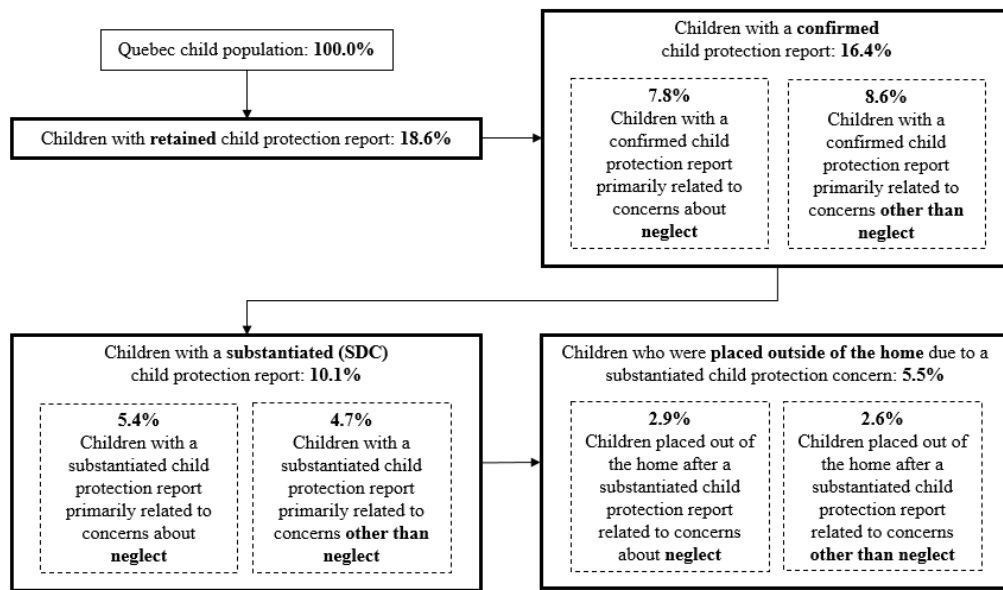 Quebec child population: 100.0%
Children with retained child protection report: 18.6%
Children with a confirmed
child protection report: 16.4%
7.8%
Children with a
confirmed child
protection report
primarily related to
concerns about
neglect
8.6%
Children with a
confirmed child
protection report
primarily related to
concerns other than
neglect
Children with a substantiated (SDC)
child protection report: 10.1%
5.4%
Children with a
substantiated child
protection report
primarily related to
concerns about
neglect
4.7%
Children with a
substantiated child
protection report
primarily related to
concerns other than
neglect
Children who were placed outside of the home due to a
substantiated child protection concern: 5.5%
2.9%
Children placed out of
the home after a
substantiated child
protection report
related to concerns
about neglect
2.6%
Children placed out of
the home after a
substantiated child
protection report
related to concerns
other than neglect